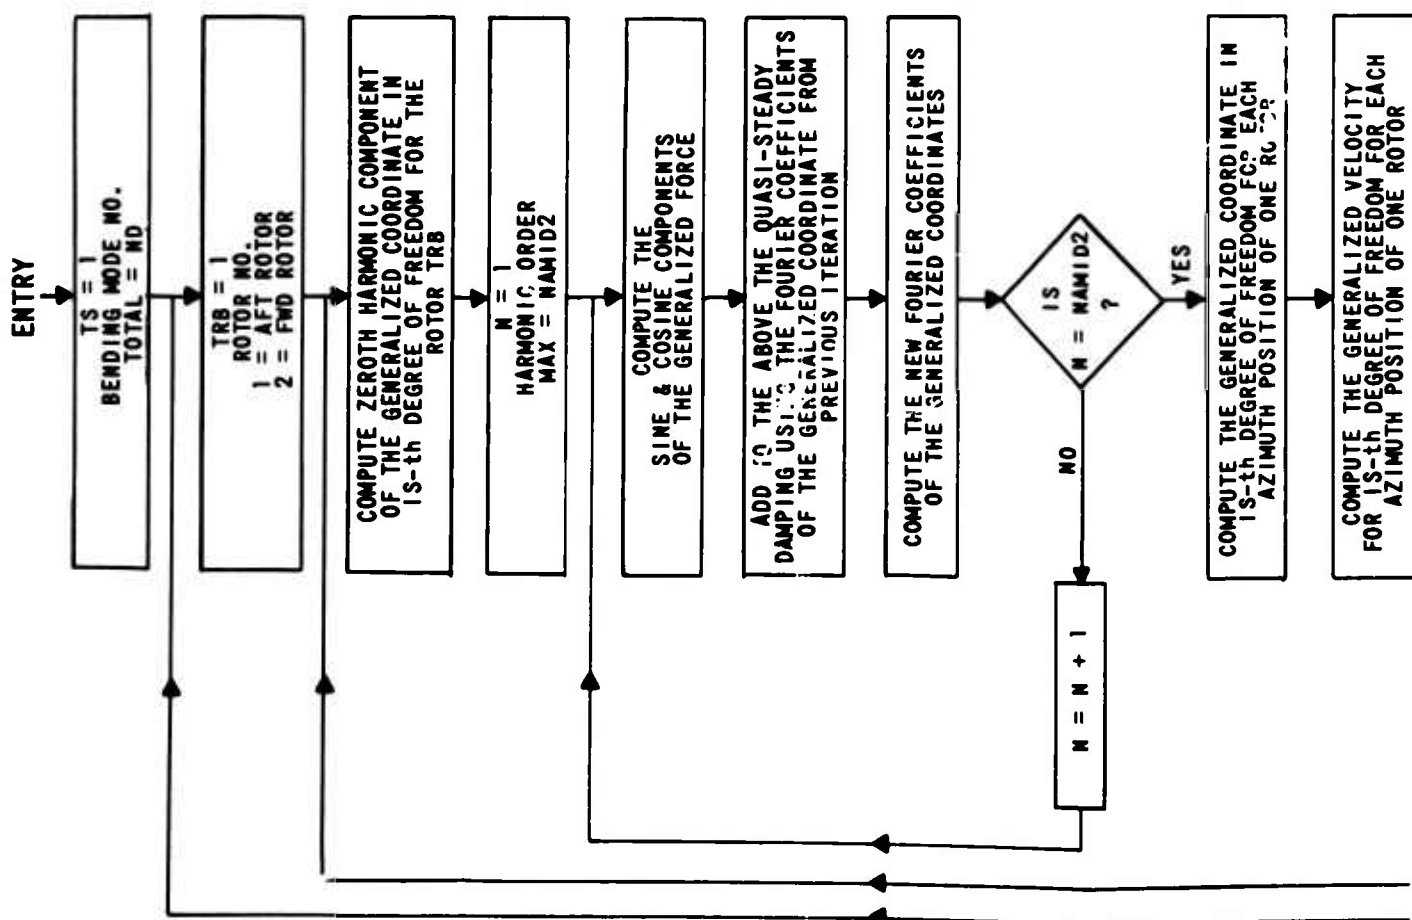 ENTRY
TS = 1
BENDING MODE NO.
TOTAL = ND
TRB = 1
ROTOR NO.
1 = AFT ROTOR
2 = FWD ROTOR
COMPUTE ZEROTH HARMONIC COMPONENT
OF THE GENERALIZED COORDINATE IN
IS-th DEGREE OF FREEDOM FOR THE
ROTOR TRB
N = 1
HARMONIC ORDER
MAX = NAMID2
COMPUTE THE
SINE & COSINE COMPONENTS
OF THE GENERALIZED FORCE
ADD TO THE ABOVE THE QUASI-STEADY
DAMPING USING THE FOURIER COEFFICIENTS
OF THE GENERALIZED COORDINATE FROM
PREVIOUS ITERATION
COMPUTE THE NEW FOURIER COEFFICIENTS
OF THE GENERALIZED COORDINATES
IS
N = NAMID2
?
NO
YES
N = N + 1
COMPUTE THE GENERALIZED COORDINATE IN
IS-th DEGREE OF FREEDOM FOR EACH
AZIMUTH POSITION OF ONE ROTOR
COMPUTE THE GENERALIZED VELOCITY
FOR IS-th DEGREE OF FREEDOM FOR EACH
AZIMUTH POSITION OF ONE ROTOR